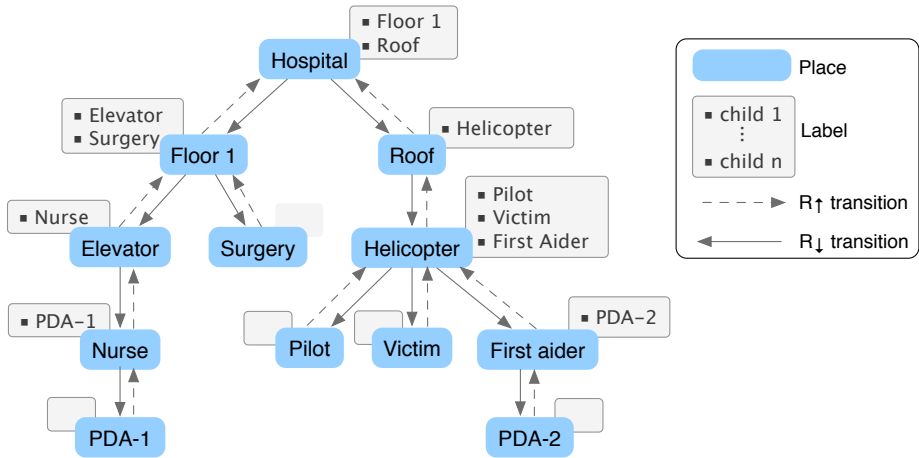 ▪ Floor 1
▪ Roof
Hospital
▪ Elevator
▪ Surgery
Floor 1
▪ Helicopter
Roof
▪ Nurse
Elevator
Surgery
▪ Pilot
▪ Victim
▪ First Aider
Helicopter
▪ PDA-1
Nurse
Pilot
Victim
▪ PDA-2
First aider
PDA-1
PDA-2
Place
▪ child 1
⋮
▪ child n
Label
R↑ transition
R↓ transition